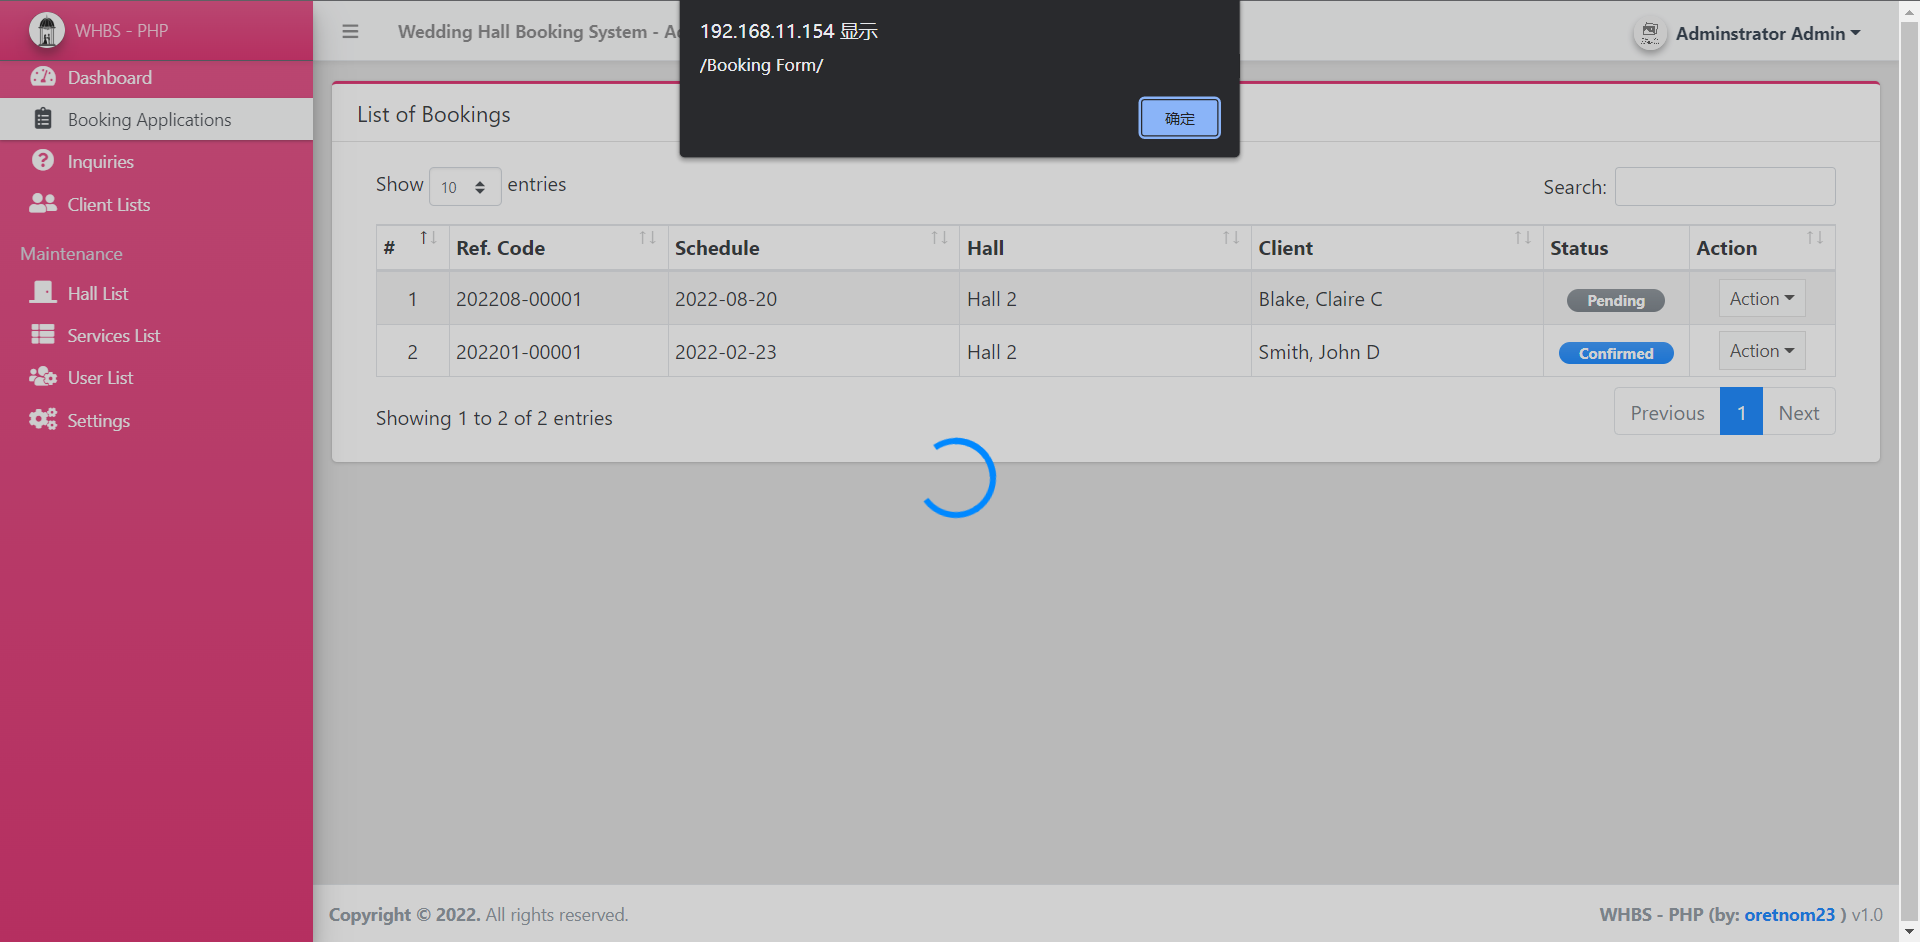 WHBS - PHP
Dashboard
Booking Applications
Inquiries
Client Lists
Maintenance
Hall List
Services List
User List
Settings
Wedding Hall Booking System - Ad
Adminstrator Admin
192.168.11.154 显示
/Booking Form/
确定
List of Bookings
Show 10 entries
Search:
# Ref. Code Schedule Hall Client Status Action
1 202208-00001 2022-08-20 Hall 2 Blake, Claire C Pending Action
2 202201-00001 2022-02-23 Hall 2 Smith, John D Confirmed Action
Showing 1 to 2 of 2 entries
Previous 1 Next
Copyright © 2022. All rights reserved.
WHBS - PHP (by: oretnom23 ) v1.0